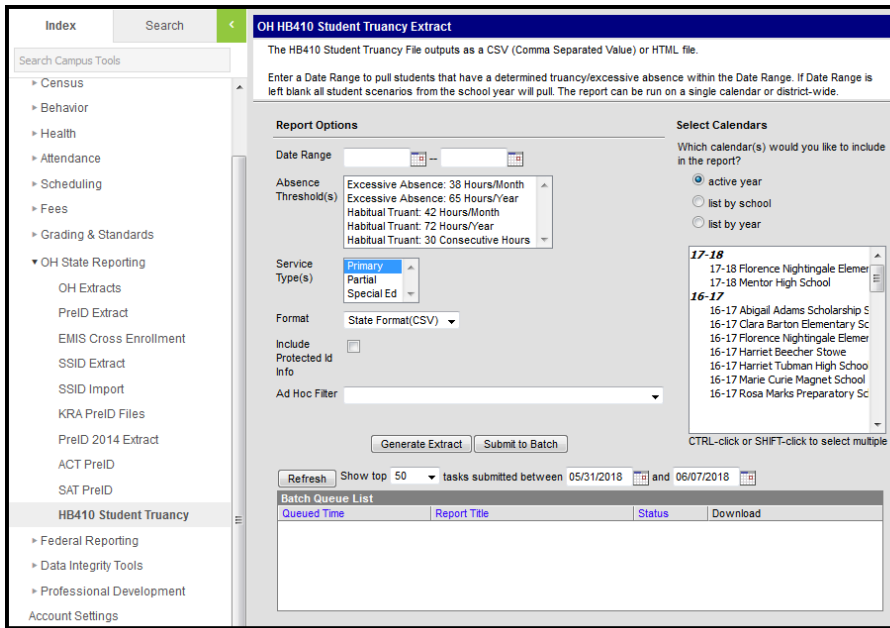 Index
Search
Search Campus Tools
Census
Behavior
Health
Attendance
Scheduling
Fees
Grading & Standards
OH State Reporting
OH Extracts
PreID Extract
EMIS Cross Enrollment
SSID Extract
SSID Import
KRA PreID Files
PreID 2014 Extract
ACT PreID
SAT PreID
HB410 Student Truancy
Federal Reporting
Data Integrity Tools
Professional Development
Account Settings
OH HB410 Student Truancy Extract
The HB410 Student Truancy File outputs as a CSV (Comma Separated Value) or HTML file.
Enter a Date Range to pull students that have a determined truancy/excessive absence within the Date Range. If Date Range is
left blank all student scenarios from the school year will pull. The report can be run on a single calendar or district-wide.
Report Options
Date Range
--
Absence
Threshold(s)
Excessive Absence: 38 Hours/Month
Excessive Absence: 65 Hours/Year
Habitual Truant: 42 Hours/Month
Habitual Truant: 72 Hours/Year
Habitual Truant: 30 Consecutive Hours
Service
Type(s)
Primary
Partial
Special Ed
Format
State Format(CSV)
Include
Protected Id
Info
Ad Hoc Filter
Generate Extract
Submit to Batch
Select Calendars
Which calendar(s) would you like to include
in the report?
active year
list by school
list by year
17-18
17-18 Florence Nightingale Elemer
17-18 Mentor High School
16-17
16-17 Abigail Adams Scholarship S
16-17 Clara Barton Elementary Sc
16-17 Florence Nightingale Elemer
16-17 Harriet Beecher Stowe
16-17 Harriet Tubman High Schoo
16-17 Marie Curie Magnet School
16-17 Rosa Marks Preparatory Sc
CTRL-click or SHIFT-click to select multiple
Refresh Show top 50 tasks submitted between 05/31/2018 and 06/07/2018
Batch Queue List
Queued Time Report Title Status Download